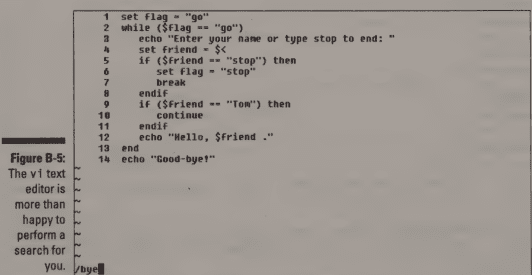 1 set flag = "go"
2 while ($flag == "go")
3 echo "Enter your name or type stop to end: "
4 set friend = $<
5 if ($friend == "stop") then
6 set flag = "stop"
7 break
8 endif
9 if ($friend == "Tom") then
10 continue
11 endif
12 echo "Hello, $friend ."
13 end
14 echo "Good-bye!"
~
~
~
~
~
~
~
/bye
Figure B-5:
The v1 text
editor is
more than
happy to
perform a
search for
you.